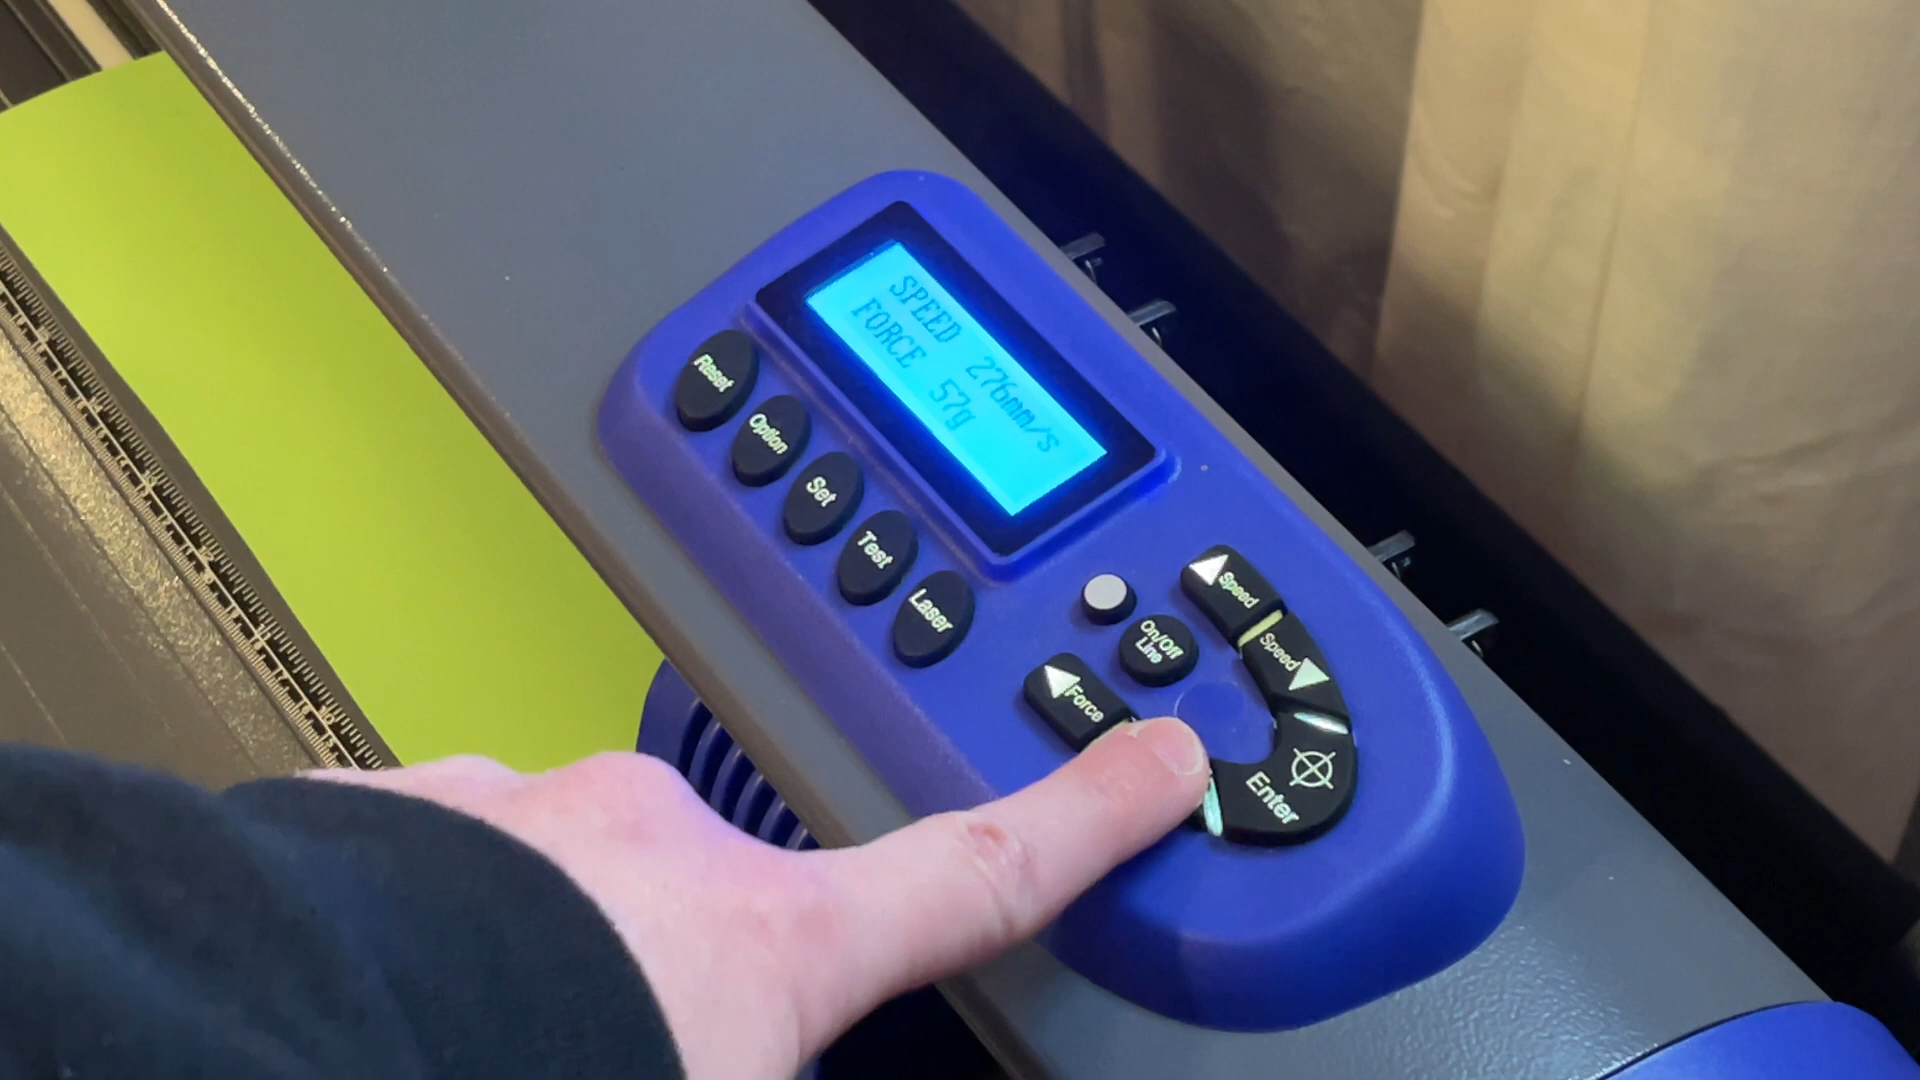 SPEED 276mm/s
FORCE 57g
Reset
Option
Set
Test
Laser
Speed
On/Off
Line
Speed
Force
Enter